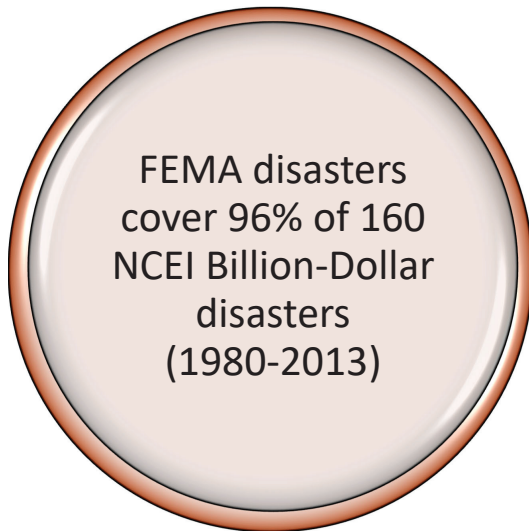 FEMA disasters
cover 96% of 160
NCEI Billion-Dollar
disasters
(1980-2013)